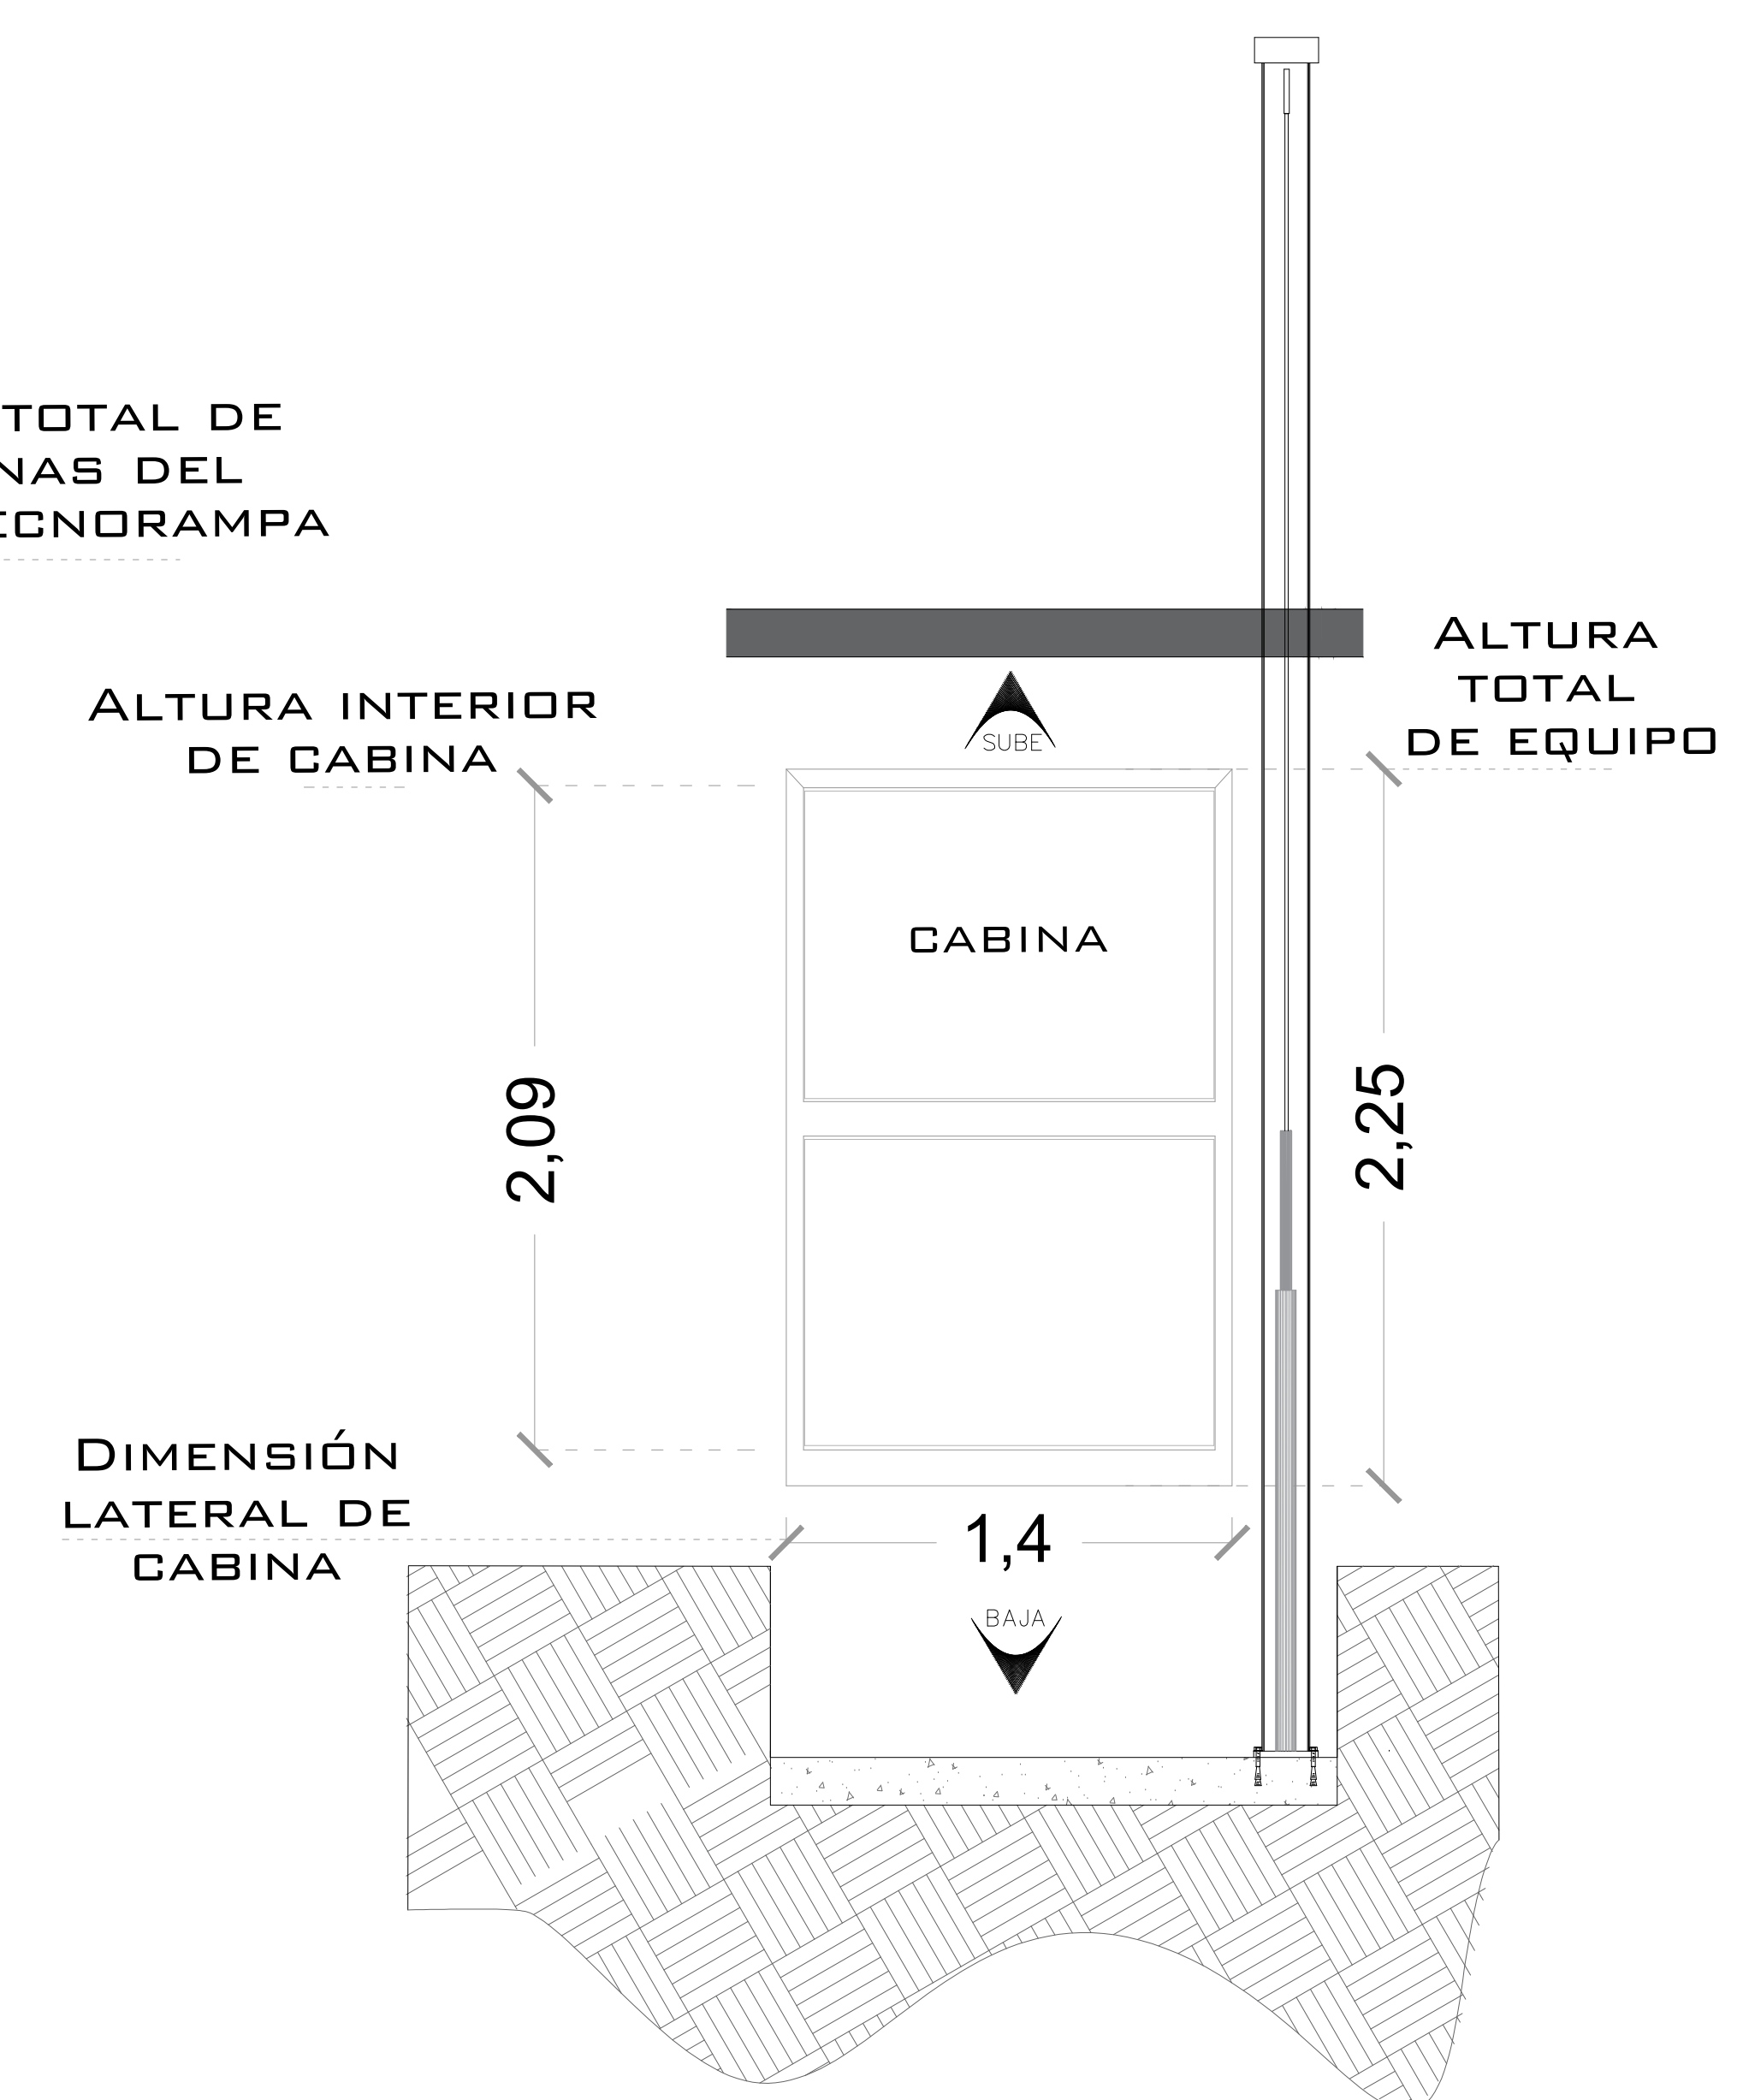 TOTAL DE
NAS DEL
ECNORAMPA
ALTURA
TOTAL
DE EQUIPO
ALTURA INTERIOR
DE CABINA
SUBE
CABINA
2,09
2,25
DIMENSIÓN
LATERAL DE
CABINA
1,4
BAJA